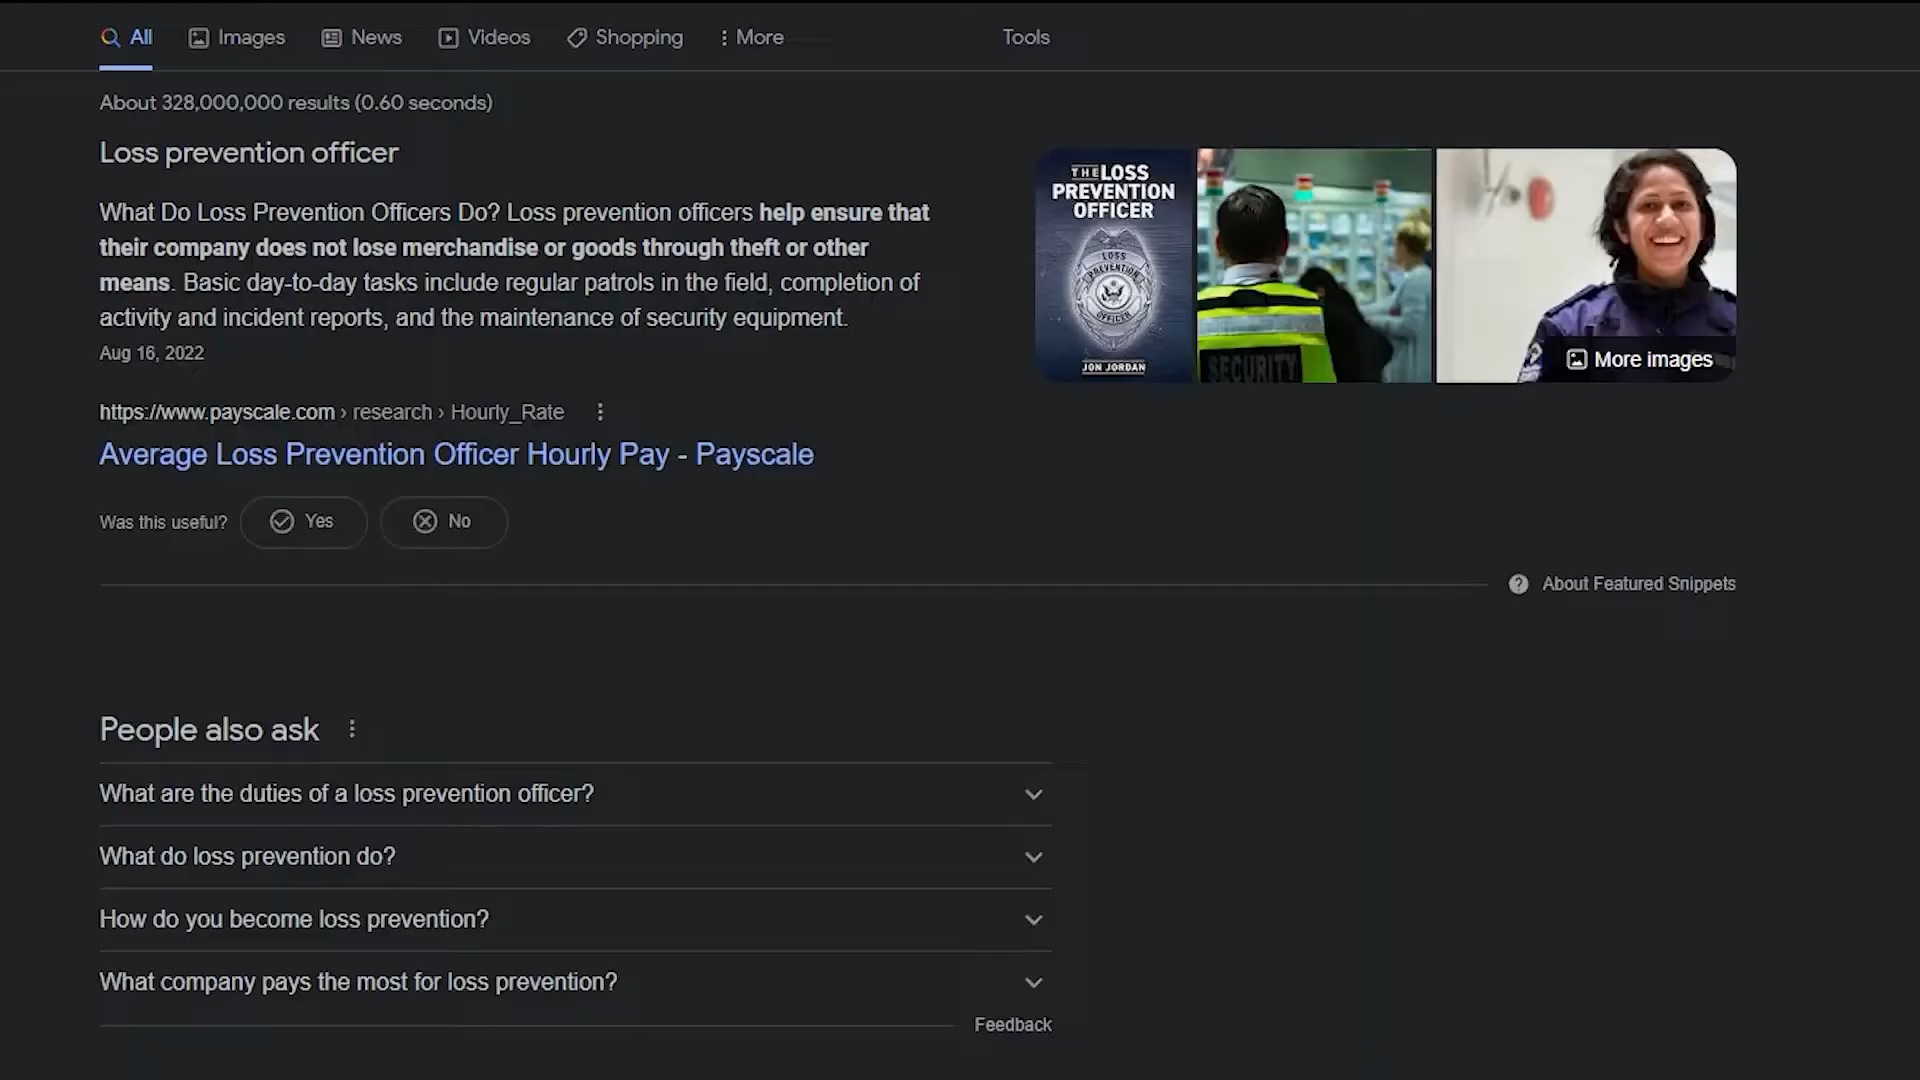 All Images News Videos Shopping More Tools
About 328,000,000 results (0.60 seconds)
Loss prevention officer
What Do Loss Prevention Officers Do? Loss prevention officers help ensure that
their company does not lose merchandise or goods through theft or other
means. Basic day-to-day tasks include regular patrols in the field, completion of
activity and incident reports, and the maintenance of security equipment.
Aug 16, 2022
THE LOSS
PREVENTION
OFFICER
LOSS
PREVENTION
OFFICER
JON JORDAN
SECURITY
More images
https://www.payscale.com › research › Hourly_Rate
Average Loss Prevention Officer Hourly Pay - Payscale
Was this useful? Yes No
About Featured Snippets
People also ask
What are the duties of a loss prevention officer?
What do loss prevention do?
How do you become loss prevention?
What company pays the most for loss prevention?
Feedback